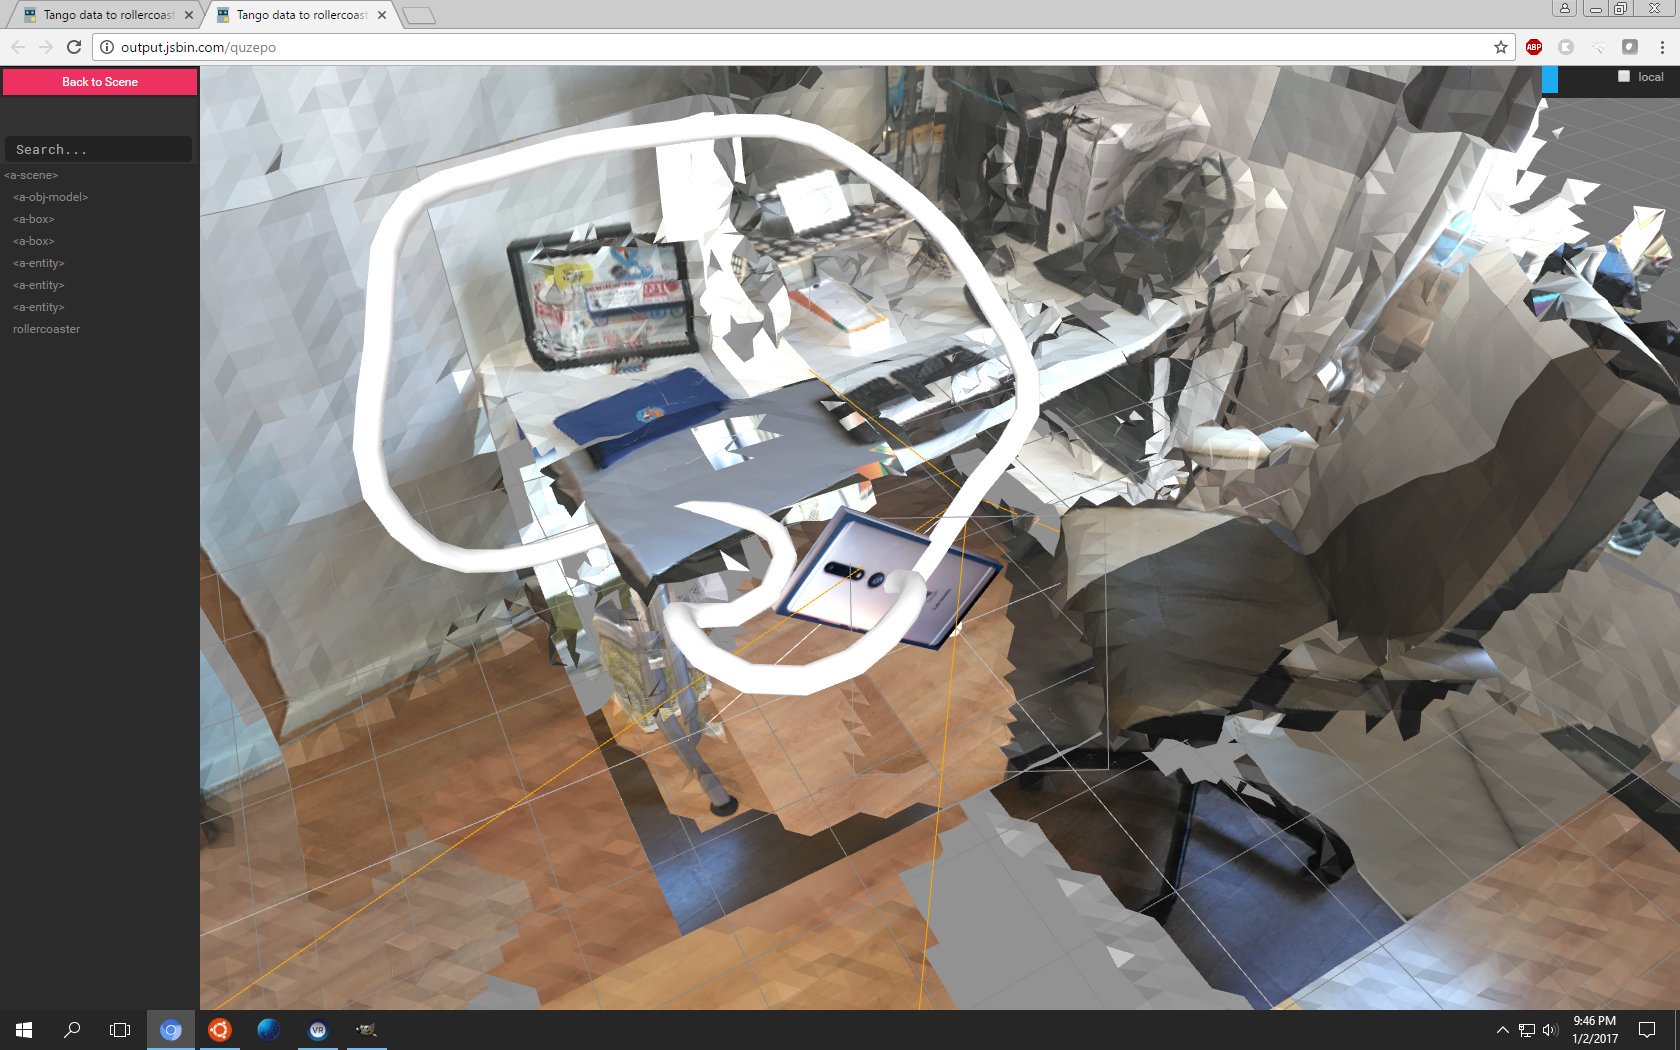 Tango data to rollercoast
Tango data to rollercoast
output.jsbin.com/quzepo
ABP
Back to Scene
local
Search...
<a-scene>
<a-obj-model>
<a-box>
<a-box>
<a-entity>
<a-entity>
<a-entity>
rollercoaster
VR
9:46 PM
1/2/2017